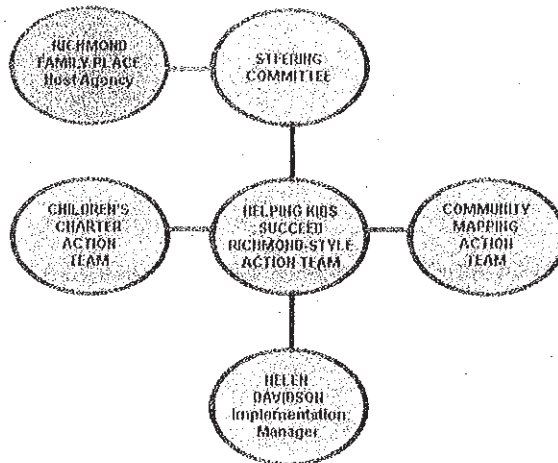 RICHMOND
FAMILY PLACE
Host Agency
STEERING
COMMITTEE
CHILDREN'S
CHARTER
ACTION
TEAM
HELPING KIDS
SUCCEED
RICHMOND-STYLE
ACTION TEAM
COMMUNITY
MAPPING
ACTION
TEAM
HELEN
DAVIDSON
Implementation
Manager